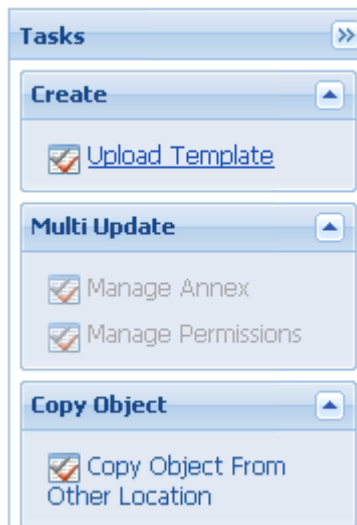 Tasks
Create
Upload Template
Multi Update
Manage Annex
Manage Permissions
Copy Object
Copy Object From
Other Location